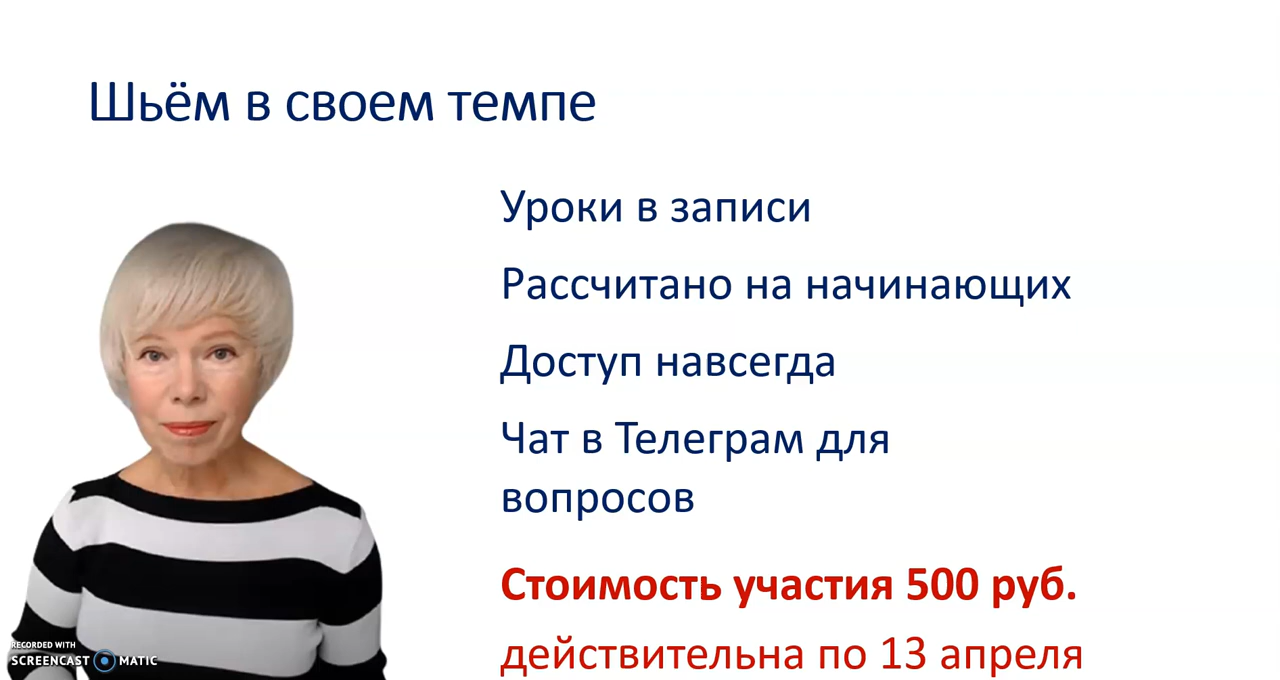 Шьём в своем темпе
Уроки в записи
Рассчитано на начинающих
Доступ навсегда
Чат в Телеграм для
вопросов
Стоимость участия 500 руб.
действительна по 13 апреля
RECORDED WITH
SCREENCAST MATIC